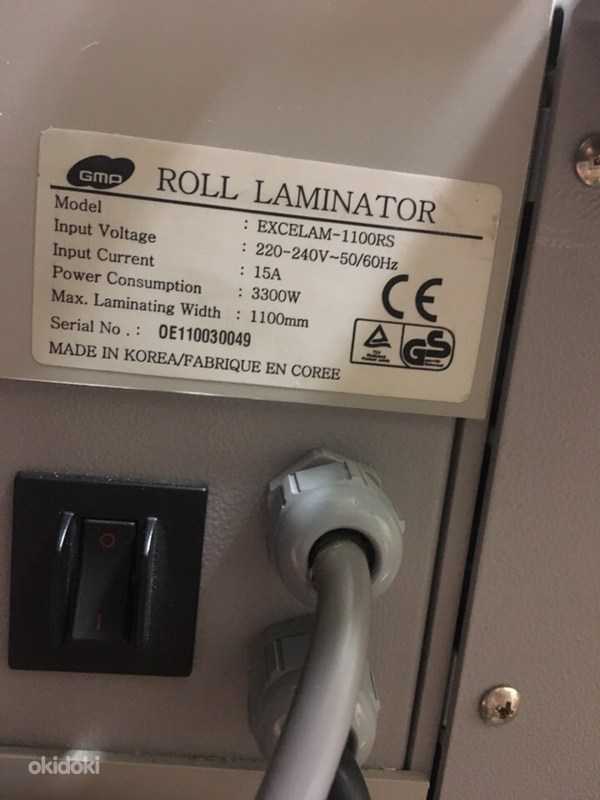 GMP ROLL LAMINATOR
Model : EXCELAM-1100RS
Input Voltage : 220-240V~50/60Hz
Input Current : 15A
Power Consumption : 3300W
Max. Laminating Width : 1100mm
Serial No. : OE110030049
MADE IN KOREA/FABRIQUE EN COREE
CE
TUV
GS
okidoki